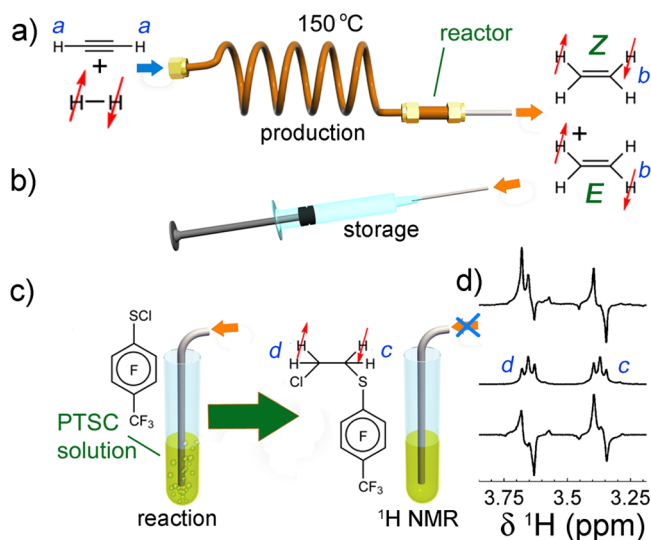 a)
150 °C
a a
H H
+
H–H
reactor
production
H Z H
H H b
+
H H
H E H b
b)
storage
c)
d)
SCl
F
CF₃
PTSC
solution
reaction
d H H c
H H
Cl S
F
CF₃
¹H NMR
d c
3.75 3.5 3.25
δ ¹H (ppm)